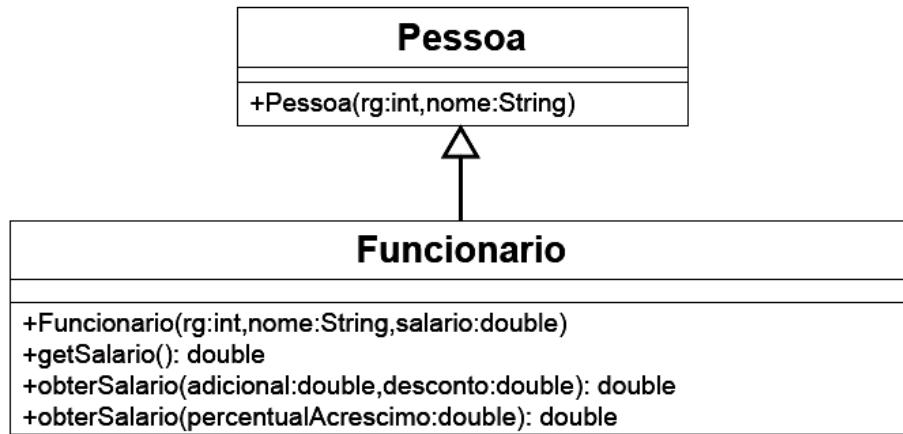 Pessoa
+Pessoa(rg:int,nome:String)
Funcionario
+Funcionario(rg:int,nome:String,salario:double)
+getSalario(): double
+obterSalario(adicional:double,desconto:double): double
+obterSalario(percentualAcrescimo:double): double